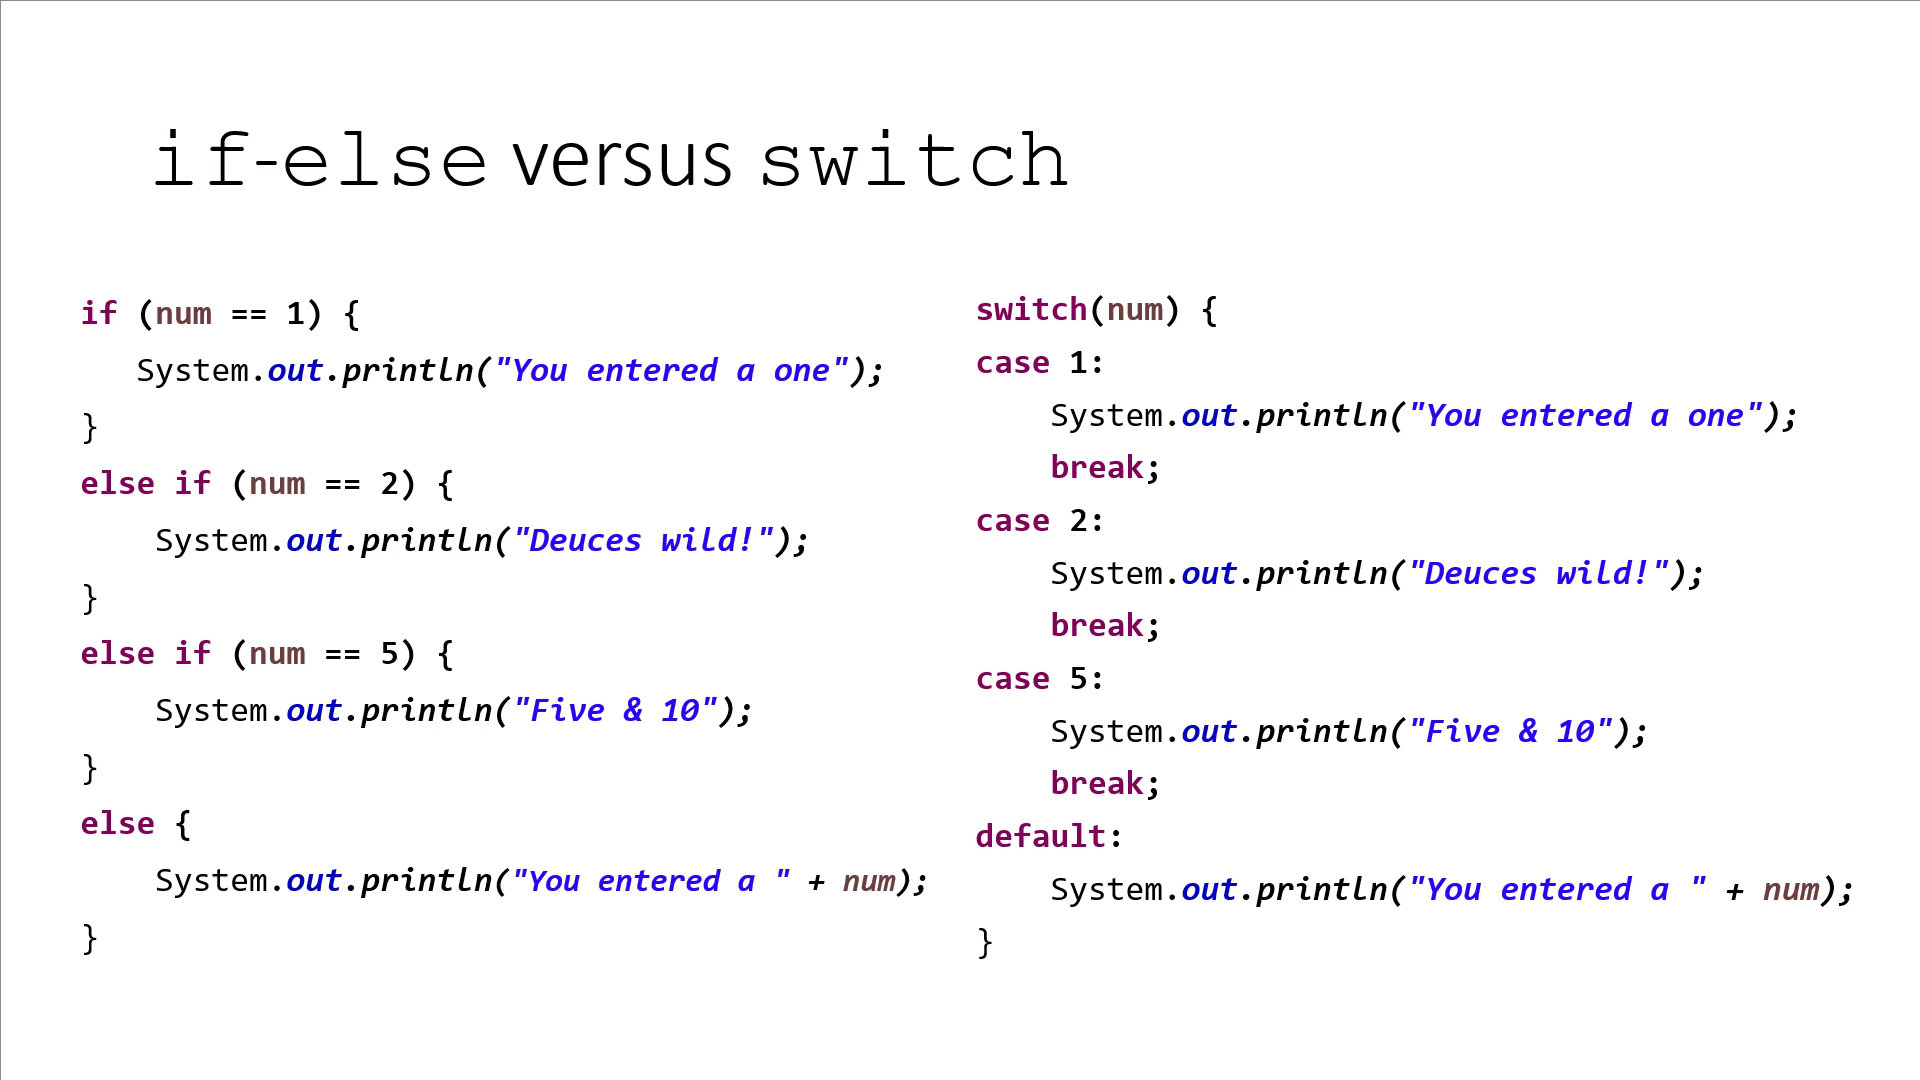 if-else versus switch
if (num == 1) {
   System.out.println("You entered a one");
}
else if (num == 2) {
    System.out.println("Deuces wild!");
}
else if (num == 5) {
    System.out.println("Five & 10");
}
else {
    System.out.println("You entered a " + num);
}
switch(num) {
case 1:
    System.out.println("You entered a one");
    break;
case 2:
    System.out.println("Deuces wild!");
    break;
case 5:
    System.out.println("Five & 10");
    break;
default:
    System.out.println("You entered a " + num);
}